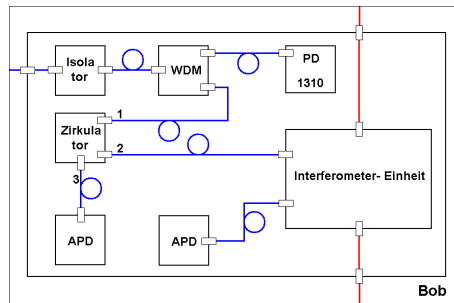 Isola
tor
WDM
PD
1310
1
Zirkula
tor
2
3
Interferometer- Einheit
APD
APD
Bob